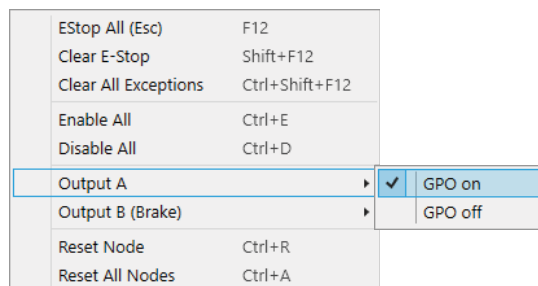 EStop All (Esc) F12
Clear E-Stop Shift+F12
Clear All Exceptions Ctrl+Shift+F12
Enable All Ctrl+E
Disable All Ctrl+D
Output A GPO on
Output B (Brake) GPO off
Reset Node Ctrl+R
Reset All Nodes Ctrl+A